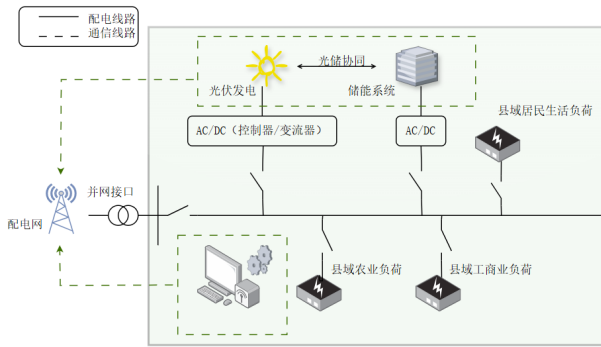 配电线路
通信线路
光储协同
光伏发电
储能系统
县域居民生活负荷
AC/DC（控制器/变流器）
AC/DC
并网接口
配电网
县域农业负荷
县域工商业负荷